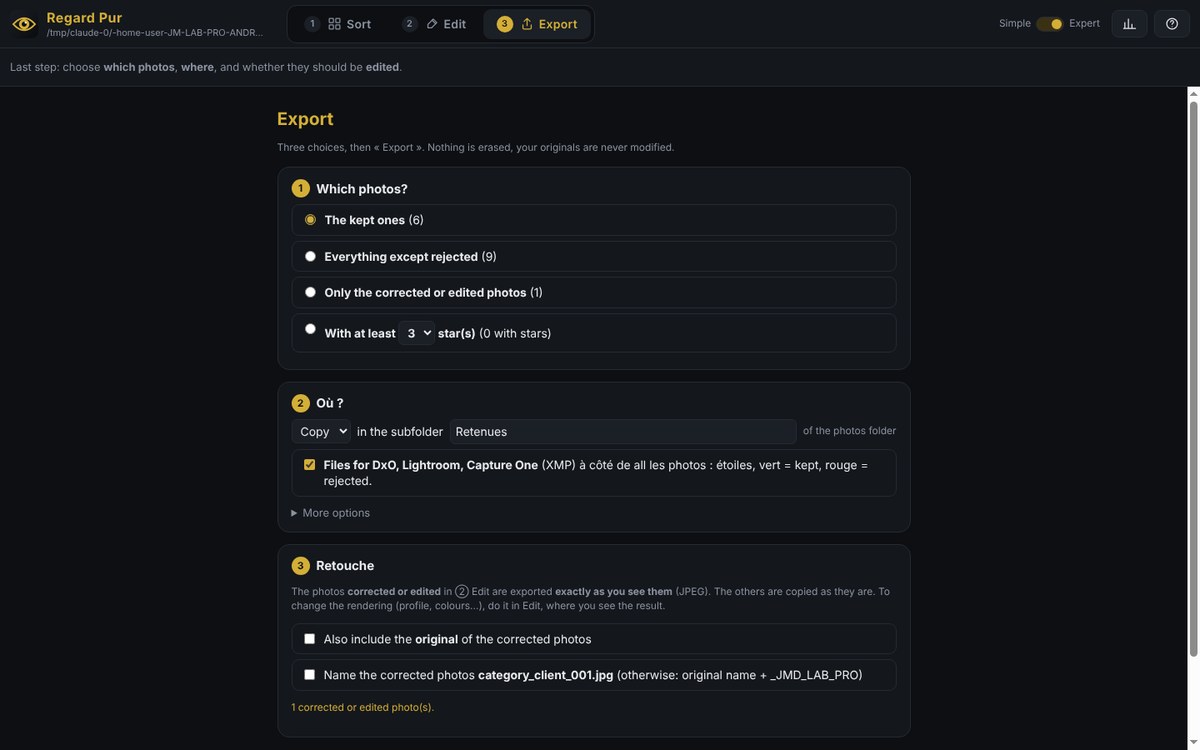 Regard Pur
/tmp/claude-0/-home-user-JM-LAB-PRO-ANDR...
1 Sort
2 Edit
3 Export
Simple Expert
Last step: choose which photos, where, and whether they should be edited.
Export
Three choices, then « Export ». Nothing is erased, your originals are never modified.
1 Which photos?
The kept ones (6)
Everything except rejected (9)
Only the corrected or edited photos (1)
With at least 3 star(s) (0 with stars)
2 Où ?
Copy in the subfolder Retenues of the photos folder
Files for DxO, Lightroom, Capture One (XMP) à côté de all les photos : étoiles, vert = kept, rouge =
rejected.
More options
3 Retouche
The photos corrected or edited in ② Edit are exported exactly as you see them (JPEG). The others are copied as they are. To
change the rendering (profile, colours...), do it in Edit, where you see the result.
Also include the original of the corrected photos
Name the corrected photos category_client_001.jpg (otherwise: original name + _JMD_LAB_PRO)
1 corrected or edited photo(s).